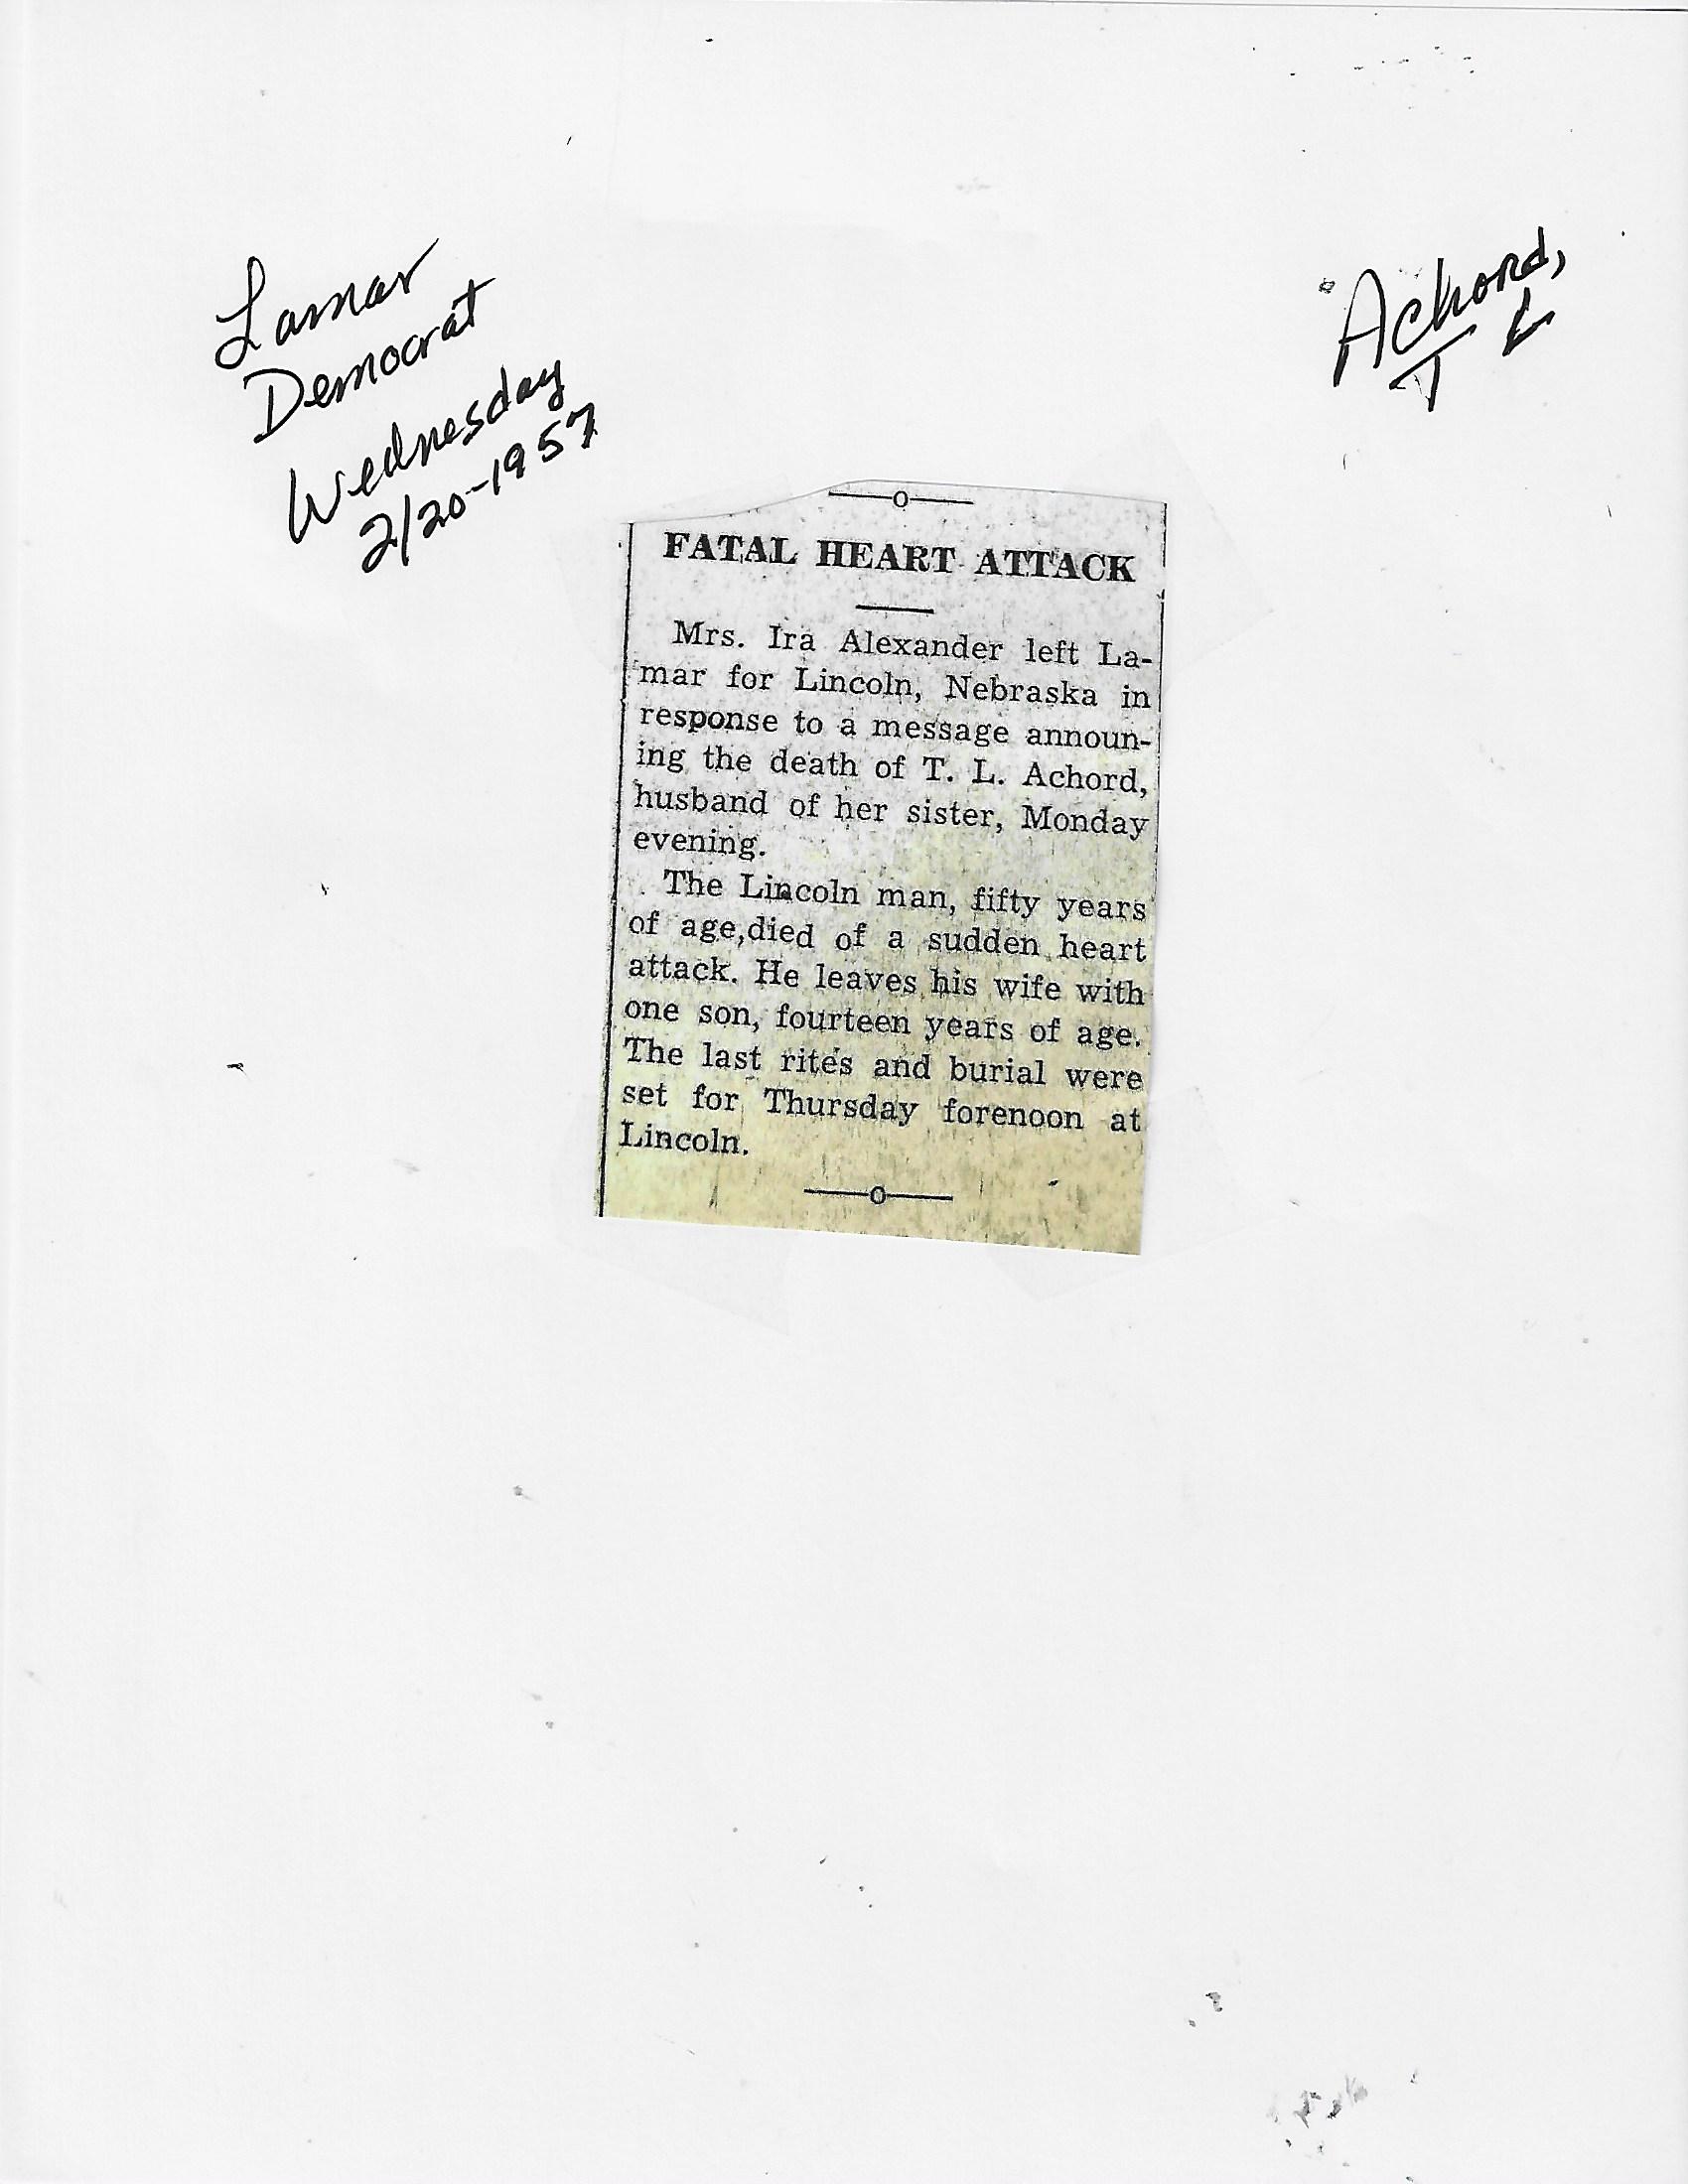 Lamar
Democrat
Wednesday
2/20-1957
Achord,
T L
FATAL HEART ATTACK
Mrs. Ira Alexander left La-
mar for Lincoln, Nebraska in
response to a message announ-
ing the death of T. L. Achord,
husband of her sister, Monday
evening.
The Lincoln man, fifty years
of age,died of a sudden heart
attack. He leaves his wife with
one son, fourteen years of age.
The last rites and burial were
set for Thursday forenoon at
Lincoln.